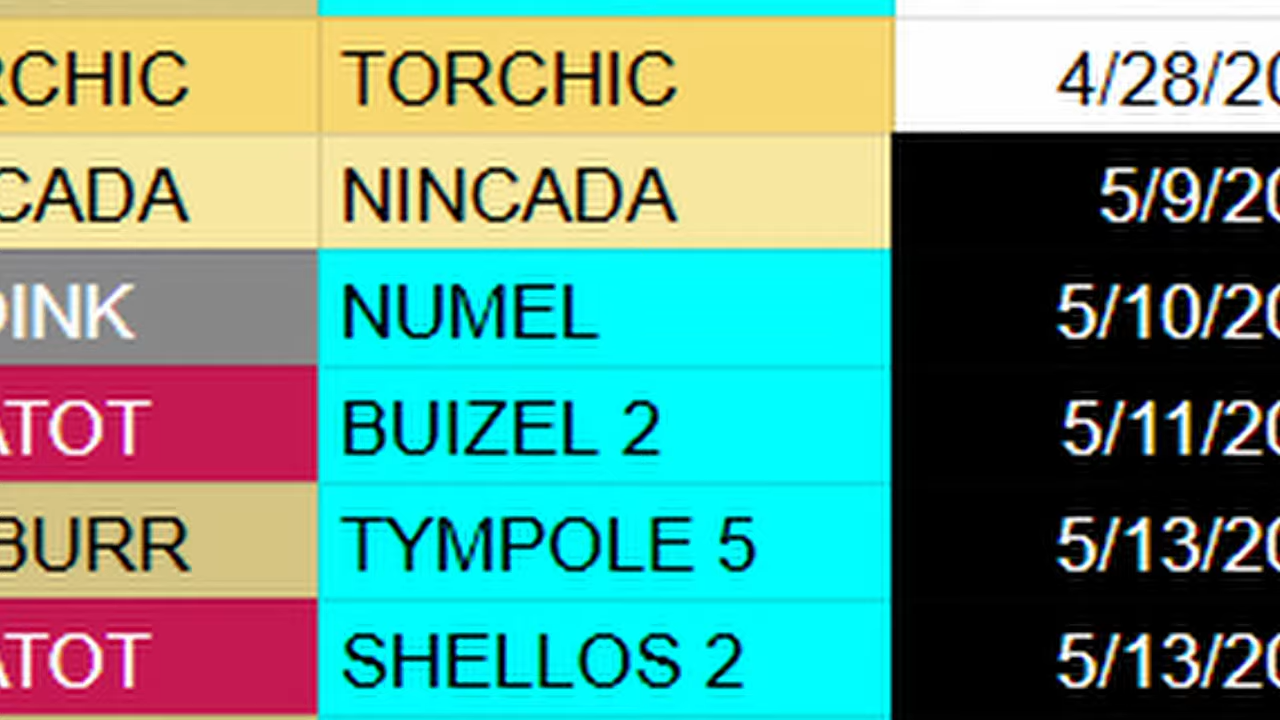 RCHIC TORCHIC 4/28/20
CADA NINCADA 5/9/20
OINK NUMEL 5/10/20
ATOT BUIZEL 2 5/11/20
BURR TYMPOLE 5 5/13/20
ATOT SHELLOS 2 5/13/20